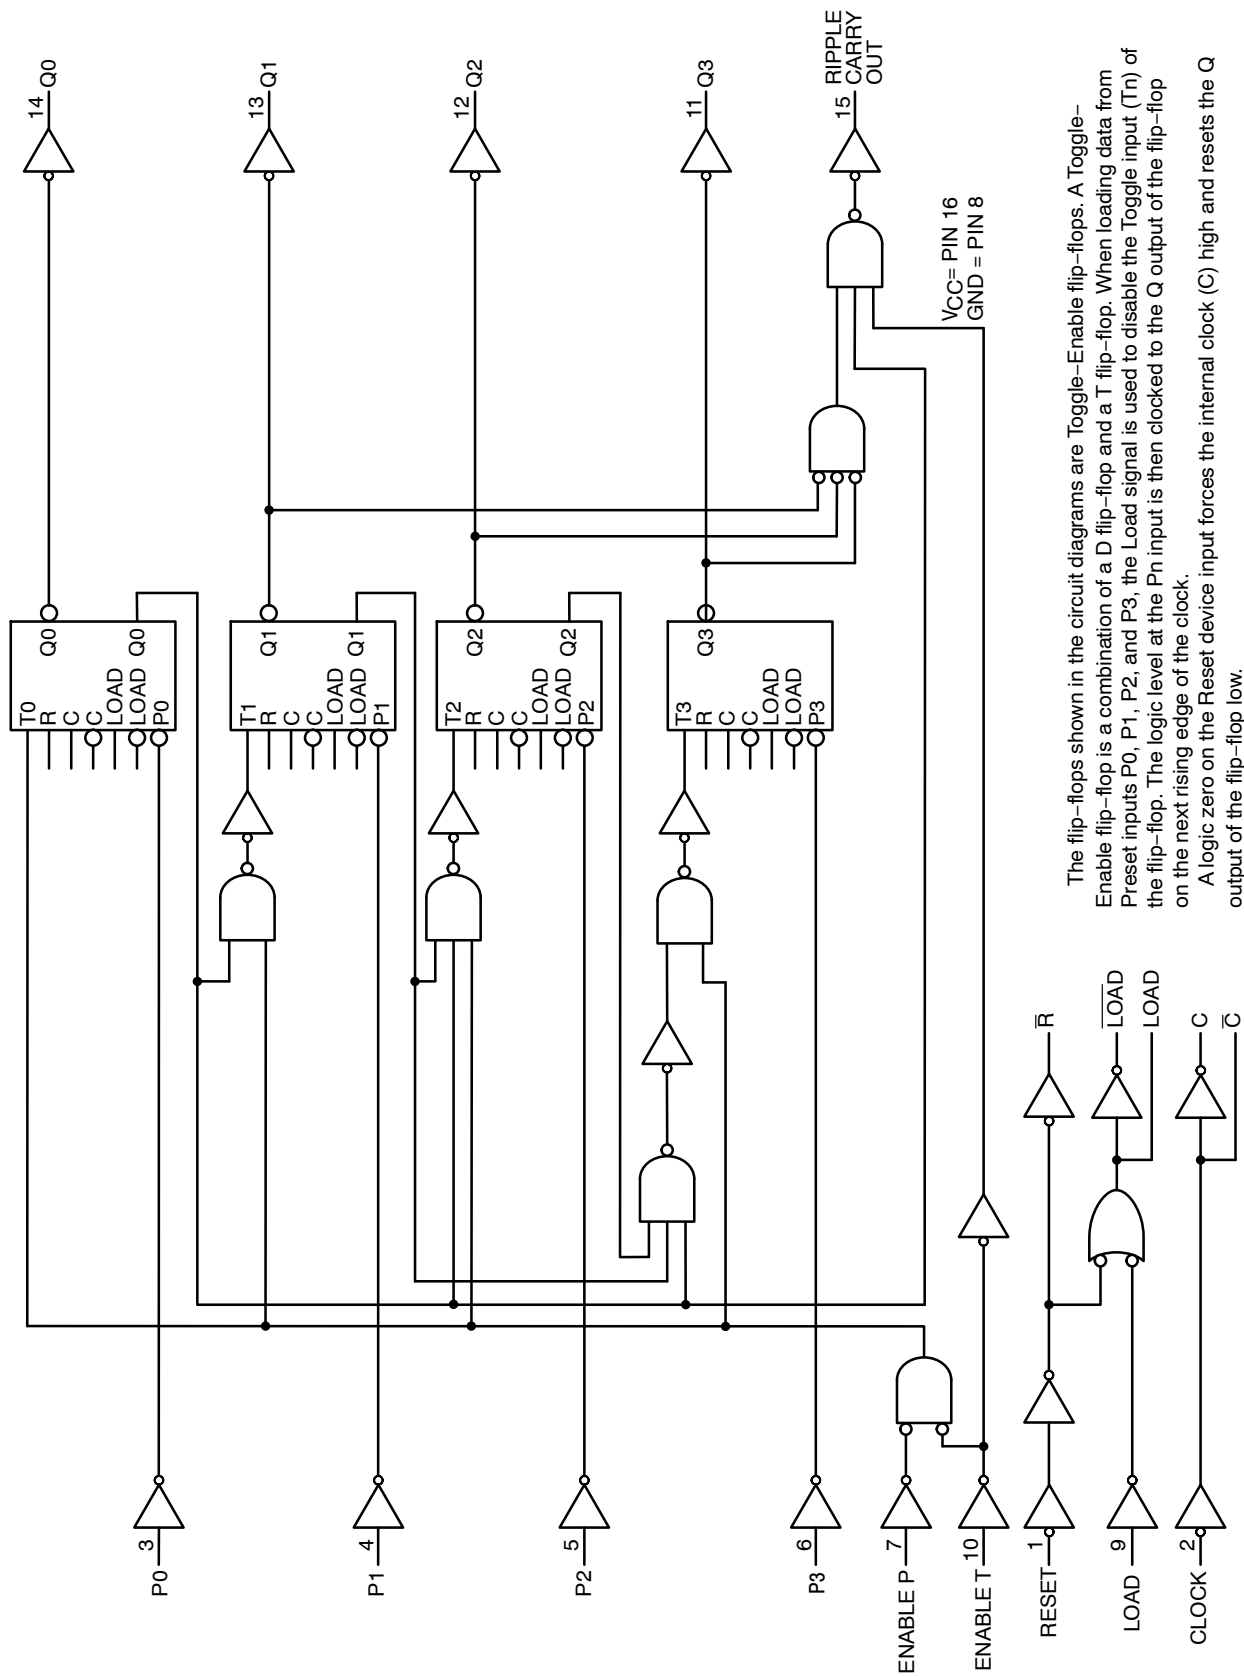 P0
3
P1
4
P2
5
P3
6
ENABLE P
7
ENABLE T
10
RESET
1
LOAD
9
CLOCK
2
T0
R
C
C
LOAD
LOAD
P0
Q0
Q0
T1
R
C
C
LOAD
LOAD
P1
Q1
Q1
T2
R
C
C
LOAD
LOAD
P2
Q2
Q2
T3
R
C
C
LOAD
LOAD
P3
Q3
14 Q0
13 Q1
12 Q2
11 Q3
15 RIPPLE
CARRY
OUT
VCC= PIN 16
GND = PIN 8
R
LOAD
LOAD
C
C
The flip−flops shown in the circuit diagrams are Toggle−Enable flip−flops. A Toggle−
Enable flip−flop is a combination of a D flip−flop and a T flip−flop. When loading data from
Preset inputs P0, P1, P2, and P3, the Load signal is used to disable the Toggle input (Tn) of
the flip−flop. The logic level at the Pn input is then clocked to the Q output of the flip−flop
on the next rising edge of the clock.
A logic zero on the Reset device input forces the internal clock (C) high and resets the Q
output of the flip−flop low.